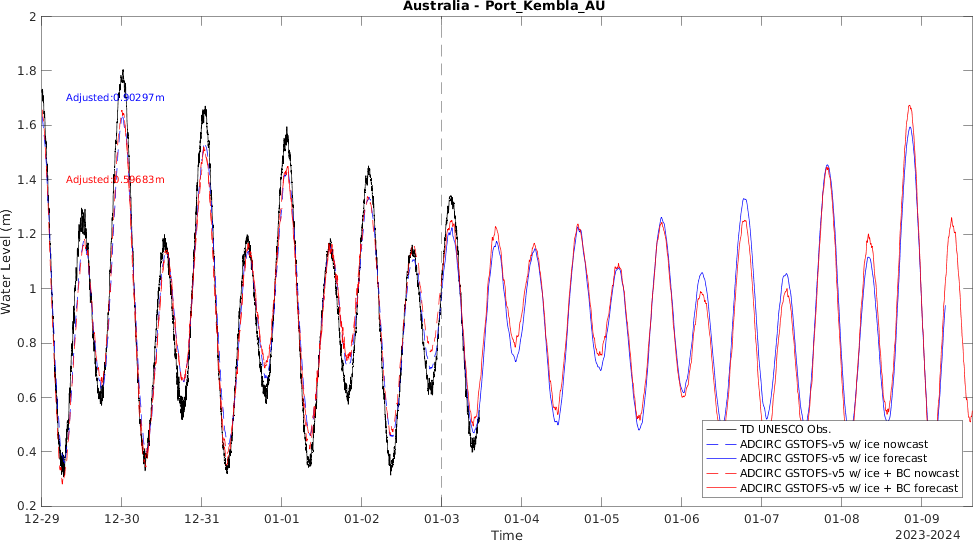 Australia - Port_Kembla_AU
2
1.8
1.6
1.4
1.2
1
0.8
0.6
0.4
0.2
Water Level (m)
Adjusted:0.90297m
Adjusted:0.59683m
TD UNESCO Obs.
ADCIRC GSTOFS-v5 w/ ice nowcast
ADCIRC GSTOFS-v5 w/ ice forecast
ADCIRC GSTOFS-v5 w/ ice + BC nowcast
ADCIRC GSTOFS-v5 w/ ice + BC forecast
12-29 12-30 12-31 01-01 01-02 01-03 01-04 01-05 01-06 01-07 01-08 01-09
Time
2023-2024